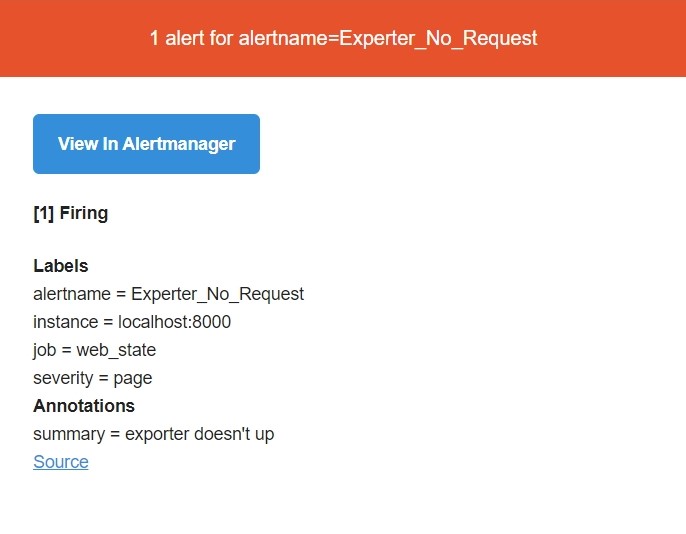 1 alert for alertname=Experter_No_Request
View In Alertmanager
[1] Firing
Labels
alertname = Experter_No_Request
instance = localhost:8000
job = web_state
severity = page
Annotations
summary = exporter doesn't up
Source